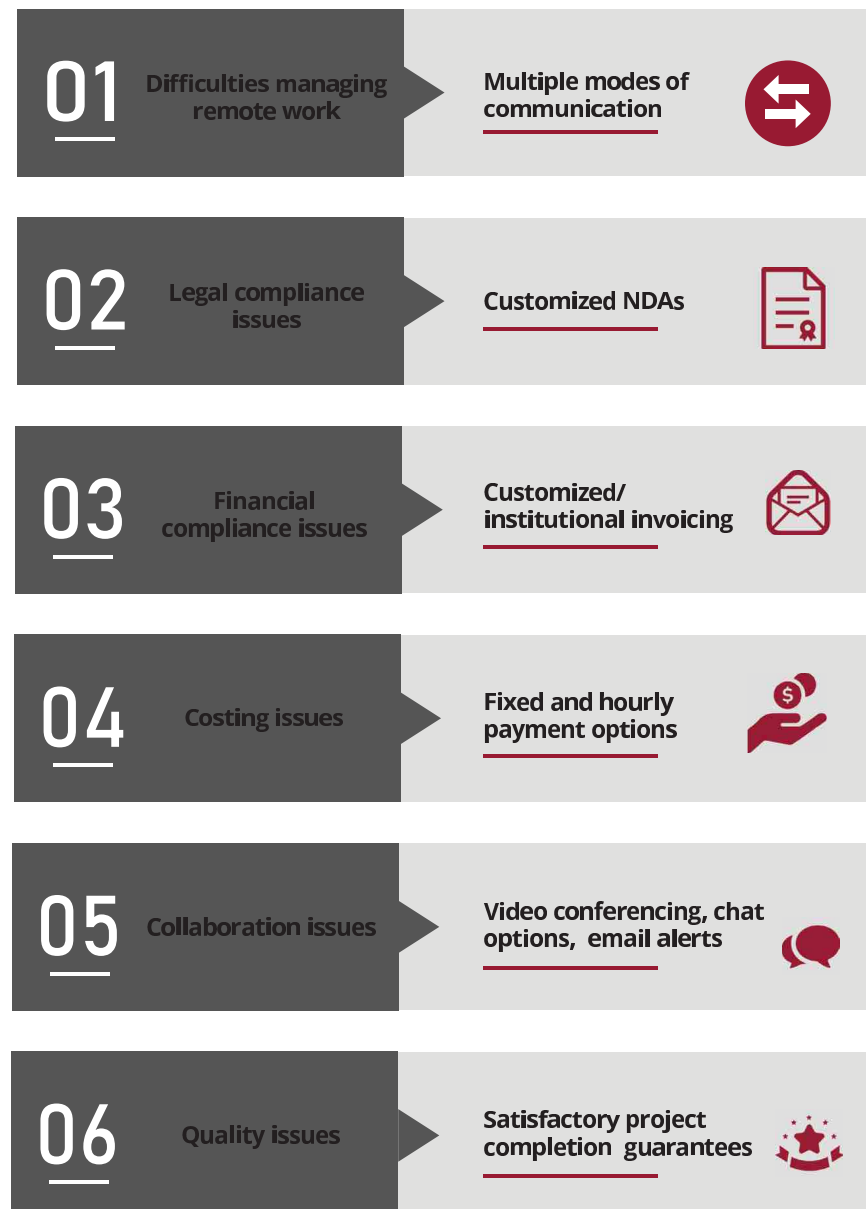 01
Difficulties managing
remote work
Multiple modes of
communication
02
Legal compliance
issues
Customized NDAs
03
Financial
compliance issues
Customized/
institutional invoicing
04
Costing issues
$
Fixed and hourly
payment options
05
Collaboration issues
Video conferencing, chat
options,  email alerts
06
Quality issues
Satisfactory project
completion  guarantees